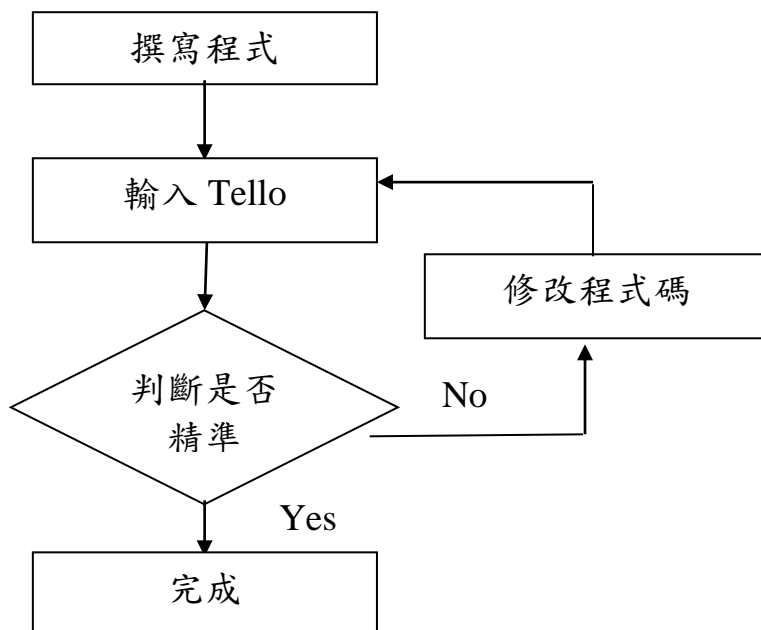 撰寫程式
輸入 Tello
修改程式碼
判斷是否
精準
No
Yes
完成